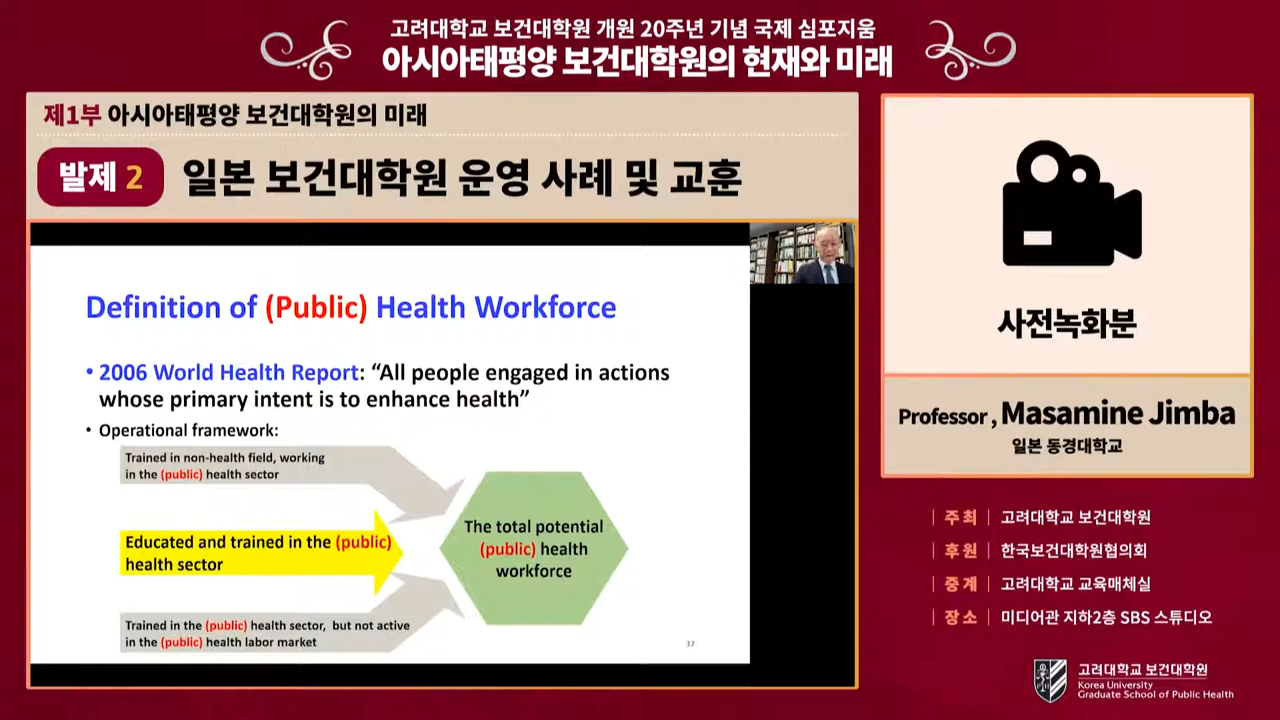 고려대학교 보건대학원 개원 20주년 기념 국제 심포지움
아시아태평양 보건대학원의 현재와 미래
제1부 아시아태평양 보건대학원의 미래
발제 2 일본 보건대학원 운영 사례 및 교훈
Definition of (Public) Health Workforce
• 2006 World Health Report: “All people engaged in actions
whose primary intent is to enhance health”
• Operational framework:
Trained in non-health field, working
in the (public) health sector
Educated and trained in the (public)
health sector
Trained in the (public) health sector, but not active
in the (public) health labor market
The total potential
(public) health
workforce
37
사전녹화분
Professor , Masamine Jimba
일본 동경대학교
| 주 최 | 고려대학교 보건대학원
| 후 원 | 한국보건대학원협의회
| 중 계 | 고려대학교 교육매체실
| 장 소 | 미디어관 지하2층 SBS 스튜디오
고려대학교 보건대학원
Korea University
Graduate School of Public Health